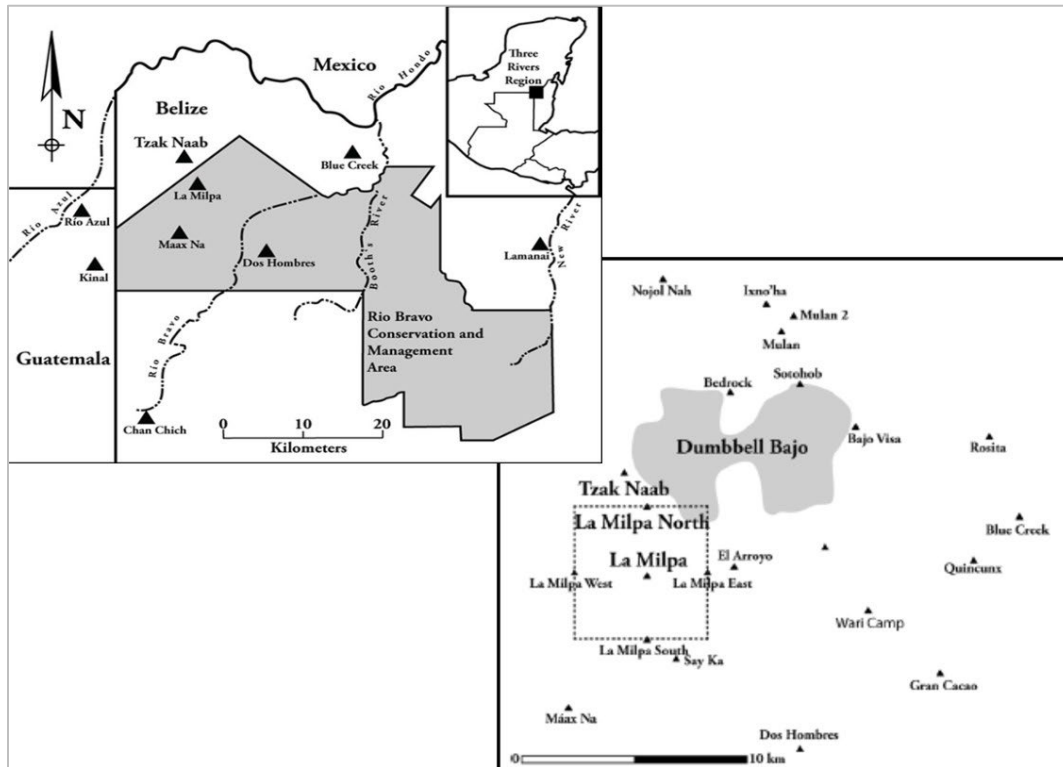 Mexico
Río Hondo
Three
Rivers
Region
N
Belize
Tzak Naab
Blue Creek
La Milpa
Río Azul
Río Azul
Maax Na
Dos Hombres
Booth's River
New River
Lamanai
Kinal
Rio Bravo
Conservation and
Management
Area
Guatemala
Río Bravo
Chan Chich
0 10 20
Kilometers
Nojol Nah
Ixno'ha
Mulan 2
Mulan
Sotohob
Bedrock
Dumbbell Bajo
Bajo Visa
Rosita
Tzak Naab
La Milpa North
Blue Creek
La Milpa
El Arroyo
Quincunx
La Milpa West
La Milpa East
Wari Camp
La Milpa South
Say Ka
Gran Cacao
Máax Na
Dos Hombres
0 10 km